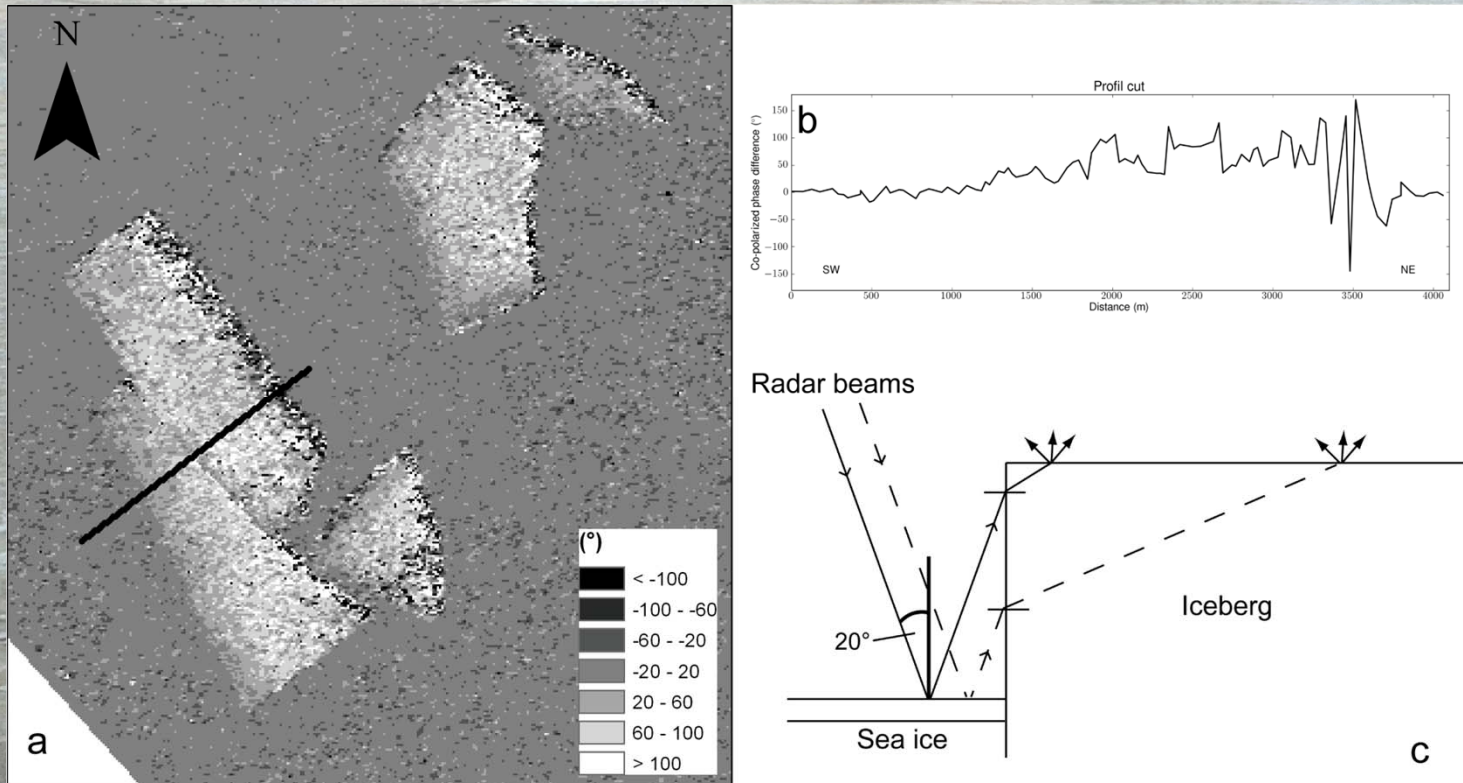 N
(°)
< -100
-100 - -60
-60 - -20
-20 - 20
20 - 60
60 - 100
> 100
a
Profil cut
b
Co-polarized phase difference (°)
150
100
50
0
−50
−100
−150
SW
NE
0
500
1000
1500
2000
2500
3000
3500
4000
Distance (m)
Radar beams
20°
Iceberg
Sea ice
c